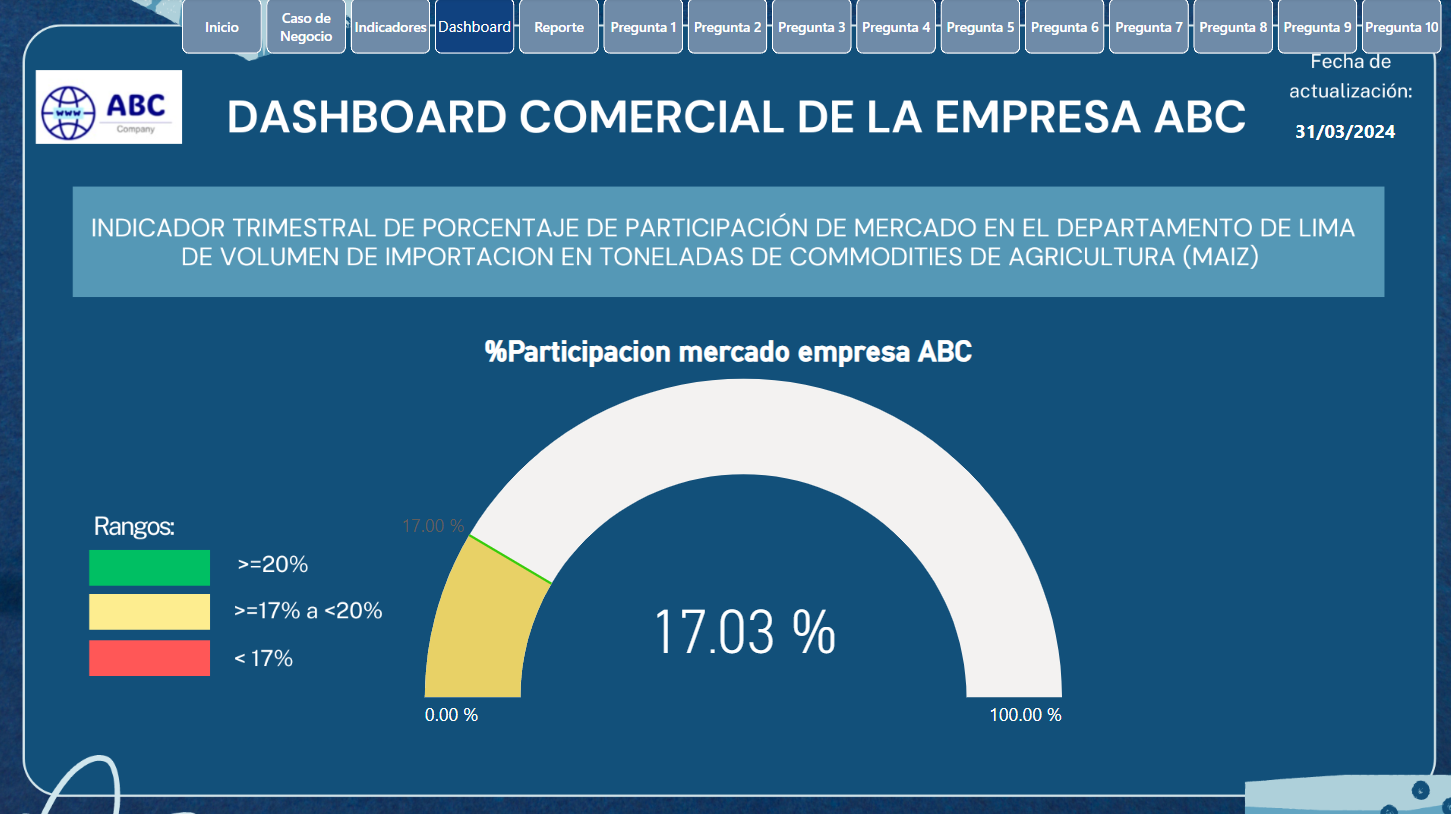 Inicio
Caso de
Negocio
Indicadores
Dashboard
Reporte
Pregunta 1
Pregunta 2
Pregunta 3
Pregunta 4
Pregunta 5
Pregunta 6
Pregunta 7
Pregunta 8
Pregunta 9
Pregunta 10
Fecha de
actualización:
31/03/2024
www
ABC
Company
DASHBOARD COMERCIAL DE LA EMPRESA ABC
INDICADOR TRIMESTRAL DE PORCENTAJE DE PARTICIPACIÓN DE MERCADO EN EL DEPARTAMENTO DE LIMA
DE VOLUMEN DE IMPORTACION EN TONELADAS DE COMMODITIES DE AGRICULTURA (MAIZ)
%Participacion mercado empresa ABC
Rangos:
>=20%
>=17% a <20%
< 17%
17.00 %
17.03 %
0.00 %
100.00 %